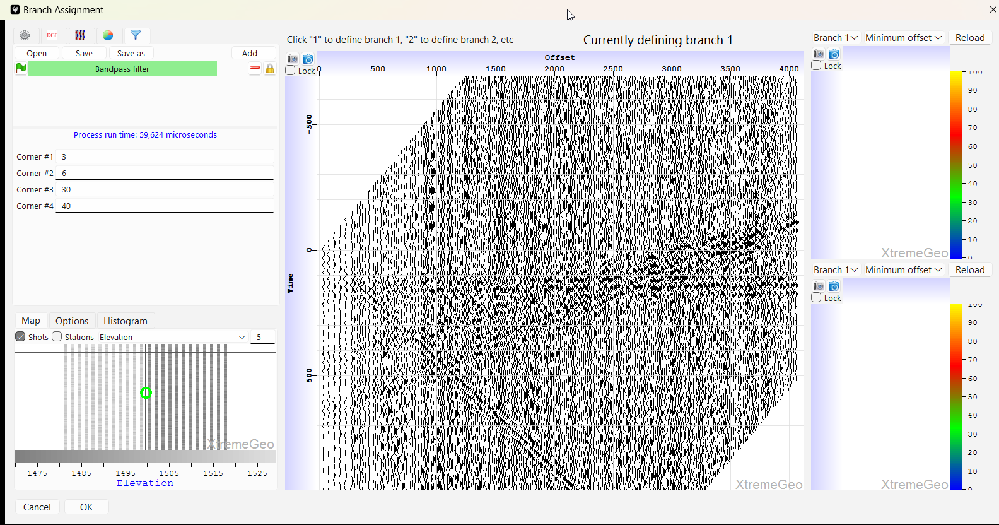 Branch Assignment
DGF
Open Save Save as Add
Bandpass filter
Process run time: 59,624 microseconds
Corner #1 3
Corner #2 6
Corner #3 30
Corner #4 40
Map Options Histogram
Shots Stations Elevation 5
XtremeGeo
1475 1485 1495 1505 1515 1525
Elevation
Cancel OK
Click "1" to define branch 1, "2" to define branch 2, etc
Currently defining branch 1
Offset
Lock
0 500 1000 1500 2000 2500 3000 3500 4000
-500
0
500
Time
XtremeGeo
Branch 1 Minimum offset Reload
Lock
100
90
80
70
60
50
40
30
20
10
0
XtremeGeo
Branch 1 Minimum offset Reload
Lock
100
90
80
70
60
50
40
30
20
10
0
XtremeGeo